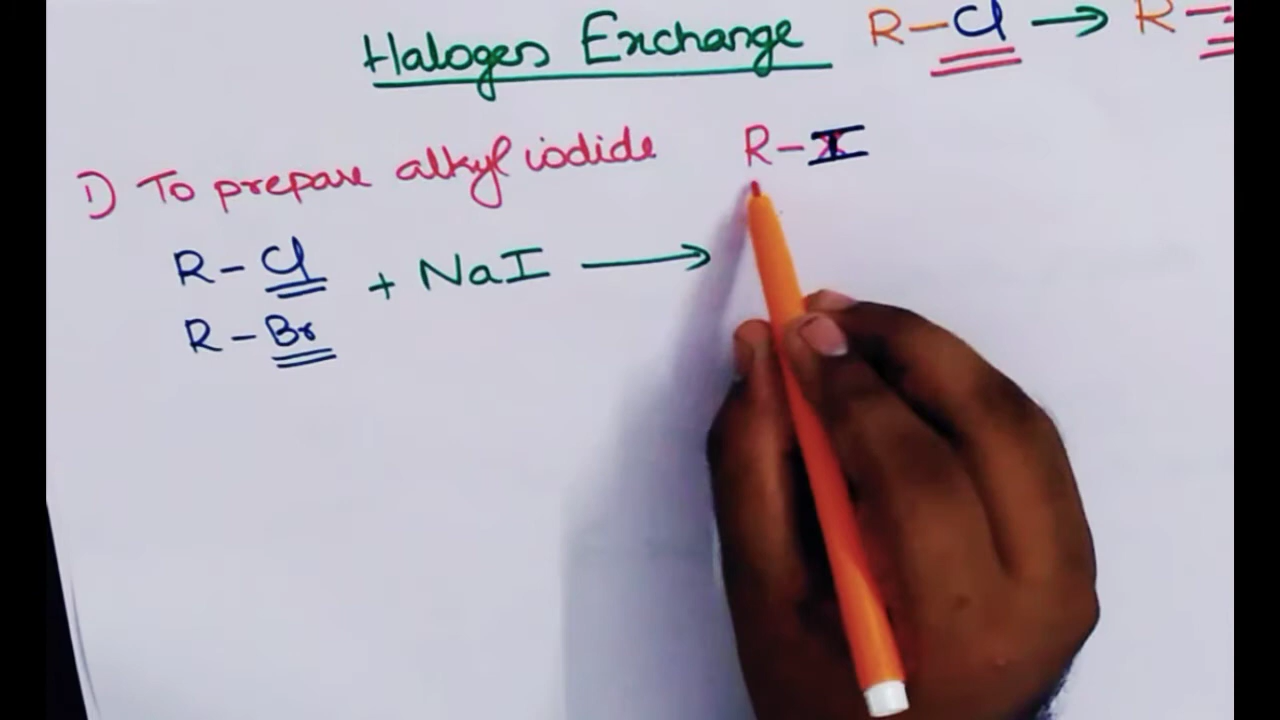 Halogen Exchange R-Cl → R-
1) To prepare alkyl iodide R-I
R-Cl + NaI →
R-Br